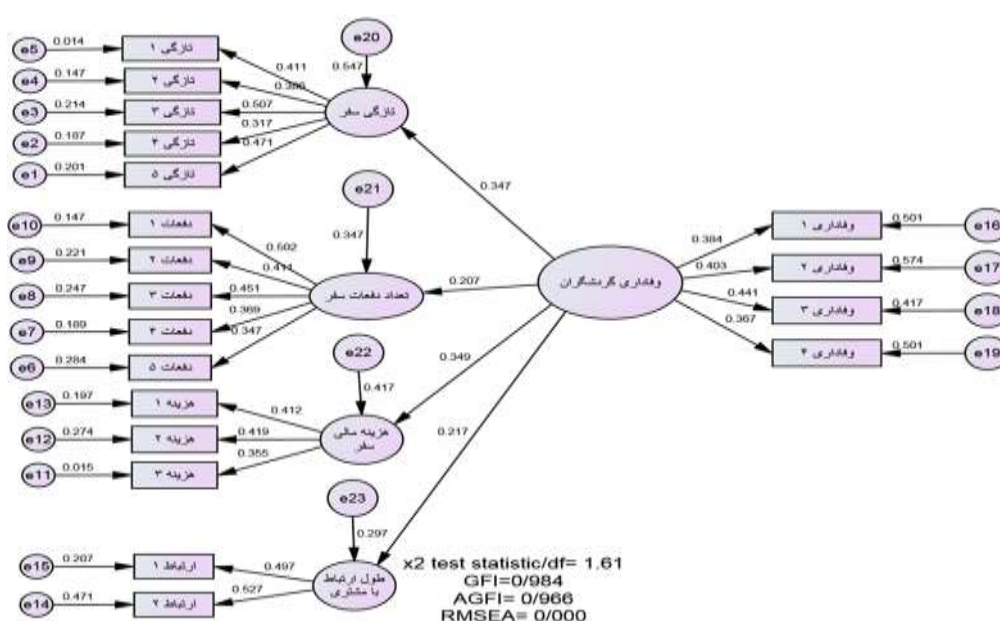 e20
e5 0.014 تازگی ۱ 0.411 0.547
e4 0.147 تازگی ۲
e3 0.214 تازگی ۳ 0.507 تازگی سفر
e2 0.187 تازگی ۴ 0.317
e1 0.201 تازگی ۵ 0.471
0.347
e21
e10 0.147 دفعات ۱ 0.502 0.347
e9 0.221 دفعات ۲ 0.411
e8 0.247 دفعات ۳ 0.451 تعداد دفعات سفر 0.207
e7 0.189 دفعات ۴ 0.369
e6 0.284 دفعات ۵ 0.347
وفاداری گردشگران
0.384 وفاداری ۱ 0.501 e16
0.403 وفاداری ۲ 0.574 e17
0.441 وفاداری ۳ 0.417 e18
0.367 وفاداری ۴ 0.501 e19
e22
0.417
0.349
e13 0.197 هزینه ۱ 0.412
e12 0.274 هزینه ۲ 0.419
e11 0.015 هزینه ۳ 0.355
هزینه مالی
سفر
0.217
e23
0.297
e15 0.207 ارتباط ۱ 0.497
e14 0.471 ارتباط ۲ 0.527
طول ارتباط
با مشتری
x2 test statistic/df= 1.61
GFI=0/984
AGFI= 0/966
RMSEA= 0/000